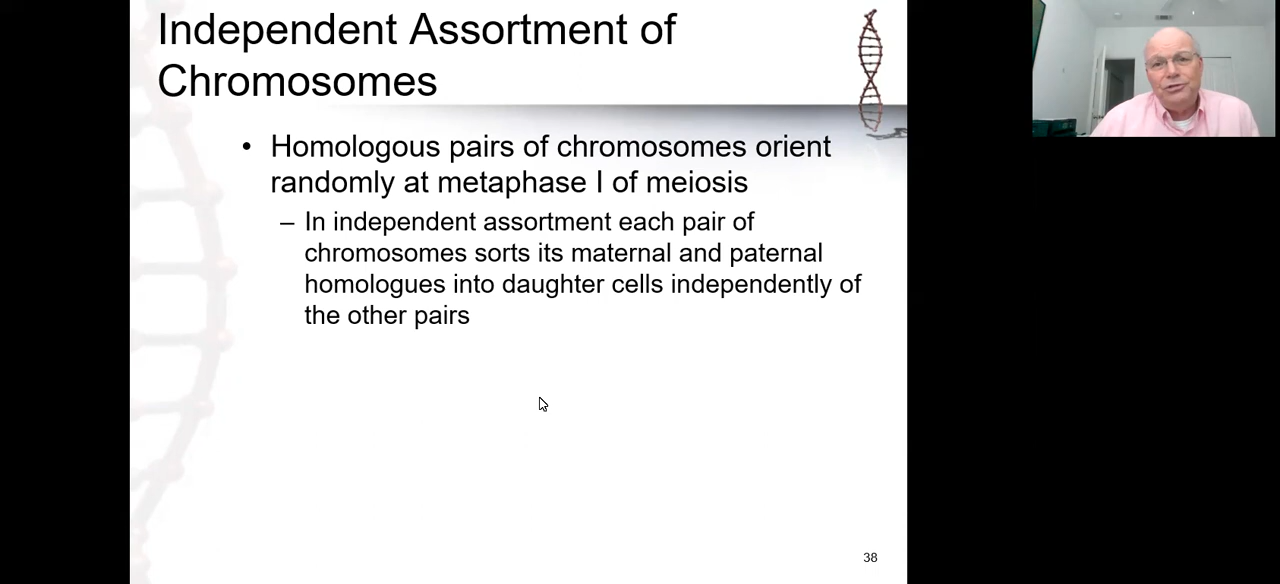 Independent Assortment of
Chromosomes
• Homologous pairs of chromosomes orient
randomly at metaphase I of meiosis
– In independent assortment each pair of
chromosomes sorts its maternal and paternal
homologues into daughter cells independently of
the other pairs
38